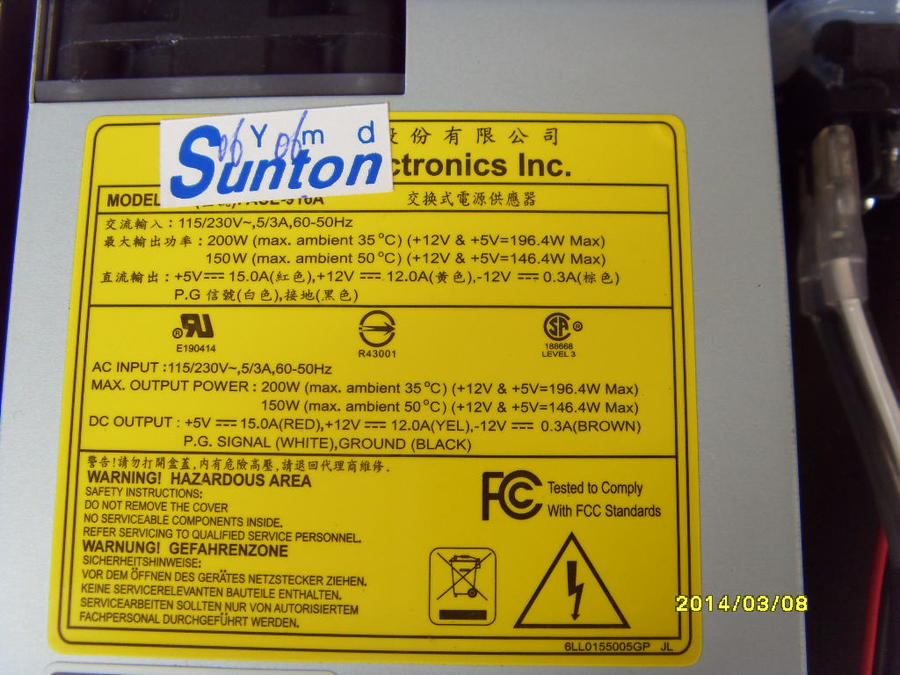 06 Y 06 m d
Sunton
股份有限公司
ctronics Inc.
MODEL 交換式電源供應器
交流輸入：115/230V~,5/3A,60-50Hz
最大輸出功率：200W (max. ambient 35°C) (+12V & +5V=196.4W Max)
150W (max. ambient 50°C) (+12V & +5V=146.4W Max)
直流輸出：+5V⎓15.0A(紅色),+12V⎓12.0A(黃色),-12V⎓0.3A(棕色)
P.G 信號(白色),接地(黑色)
® RU SA ®
E190414 R43001 188668
LEVEL 3
AC INPUT :115/230V~,5/3A,60-50Hz
MAX. OUTPUT POWER : 200W (max. ambient 35°C) (+12V & +5V=196.4W Max)
150W (max. ambient 50°C) (+12V & +5V=146.4W Max)
DC OUTPUT : +5V⎓15.0A(RED),+12V⎓12.0A(YEL),-12V⎓0.3A(BROWN)
P.G. SIGNAL (WHITE),GROUND (BLACK)
警告!請勿打開盒蓋,內有危險高壓,請退回代理商維修.
WARNING! HAZARDOUS AREA
SAFETY INSTRUCTIONS:
DO NOT REMOVE THE COVER
NO SERVICEABLE COMPONENTS INSIDE.
REFER SERVICING TO QUALIFIED SERVICE PERSONNEL.
WARNUNG! GEFAHRENZONE
SICHERHEITSHINWEISE:
VOR DEM ÖFFNEN DES GERÄTES NETZSTECKER ZIEHEN.
KEINE SERVICERELEVANTEN BAUTEILE ENTHALTEN.
SERVICEARBEITEN SOLLTEN NUR VON AUTORISIERTEM
FACHPERSONAL DURCHGEFÜHRT WERDEN.
FC Tested to Comply
With FCC Standards
6LL0155005GP JL
2014/03/08